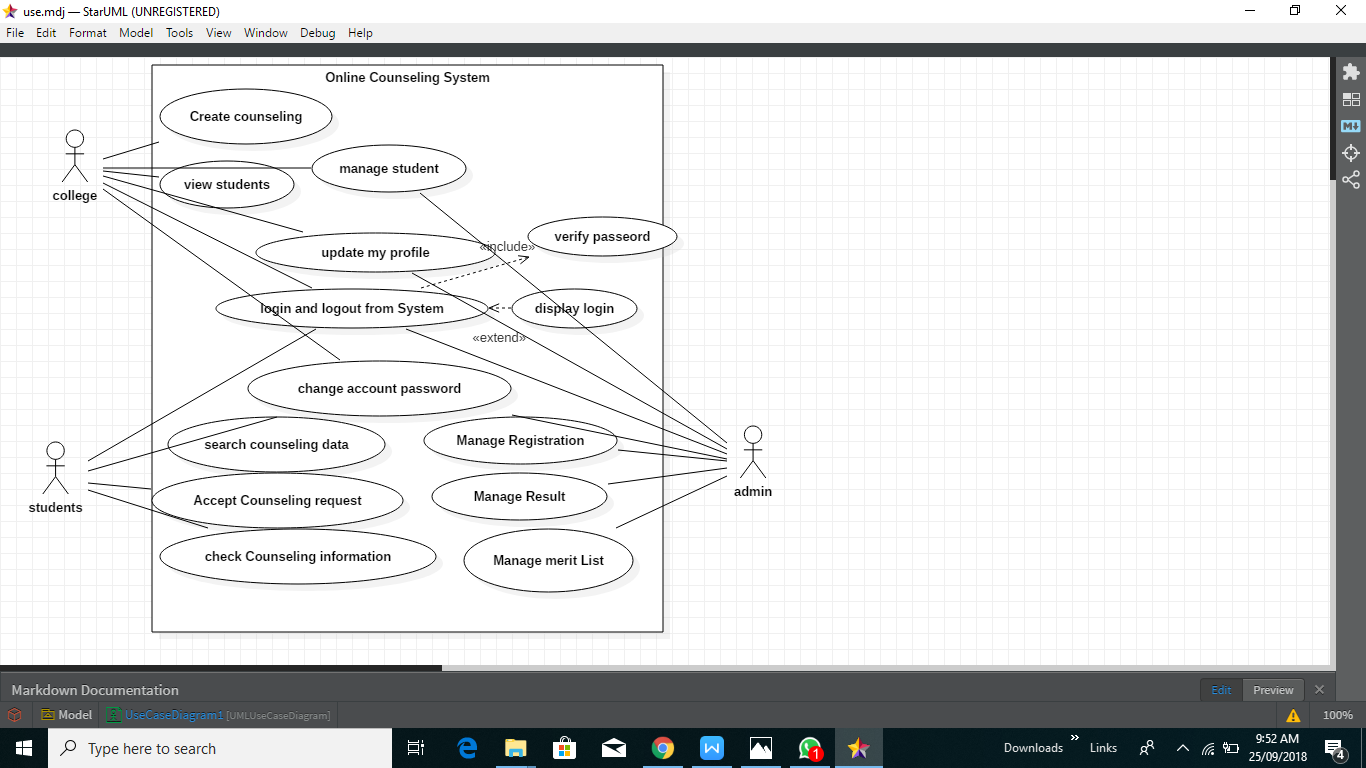 use.mdj — StarUML (UNREGISTERED)
File Edit Format Model Tools View Window Debug Help
Online Counseling System
Create counseling
manage student
view students
college
verify passeord
«include»
update my profile
login and logout from System
display login
«extend»
change account password
search counseling data
Manage Registration
Accept Counseling request
Manage Result
admin
students
check Counseling information
Manage merit List
M
Markdown Documentation
Edit Preview
Model UseCaseDiagram1 [UMLUseCaseDiagram]
100%
Type here to search
W
1
Downloads
Links
9:52 AM
25/09/2018
4